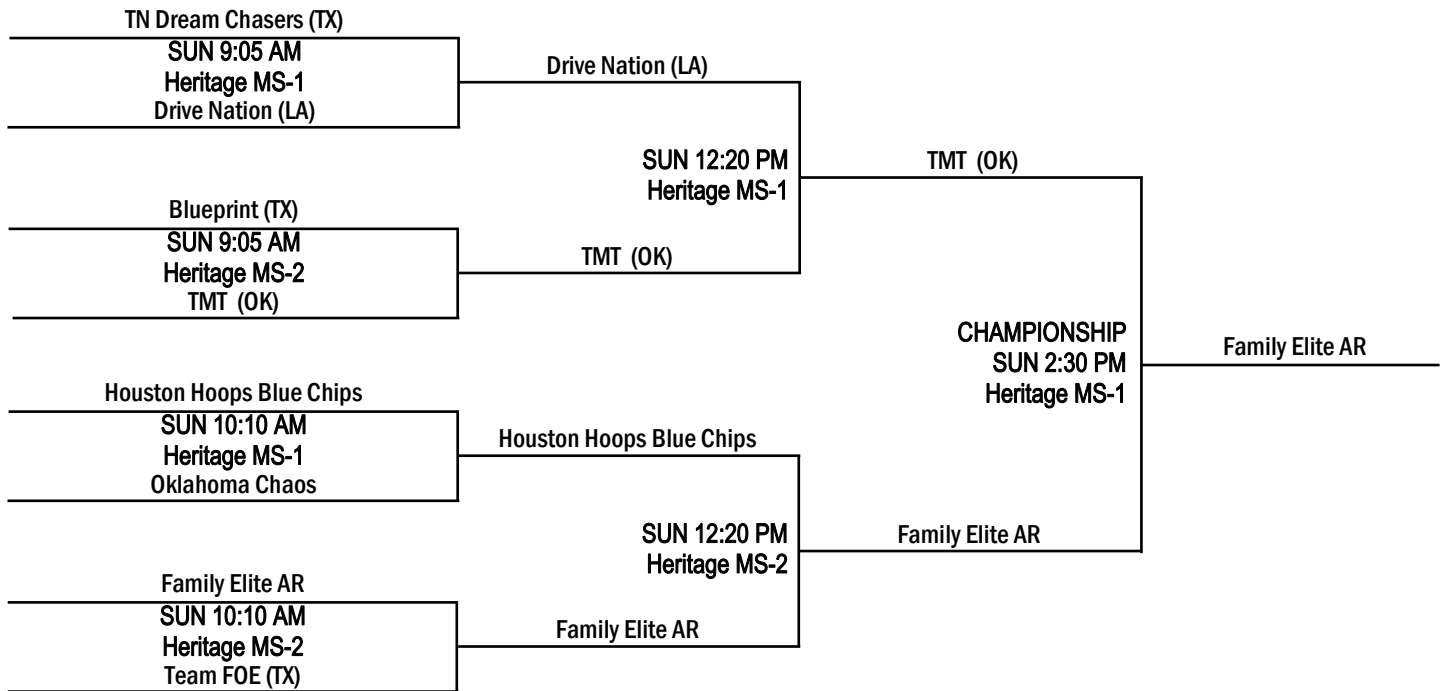 TN Dream Chasers (TX)
SUN 9:05 AM
Heritage MS-1
Drive Nation (LA)
Blueprint (TX)
SUN 9:05 AM
Heritage MS-2
TMT (OK)
Houston Hoops Blue Chips
SUN 10:10 AM
Heritage MS-1
Oklahoma Chaos
Family Elite AR
SUN 10:10 AM
Heritage MS-2
Team FOE (TX)
Drive Nation (LA)
SUN 12:20 PM
Heritage MS-1
TMT (OK)
Houston Hoops Blue Chips
SUN 12:20 PM
Heritage MS-2
Family Elite AR
TMT (OK)
CHAMPIONSHIP
SUN 2:30 PM
Heritage MS-1
Family Elite AR
Family Elite AR